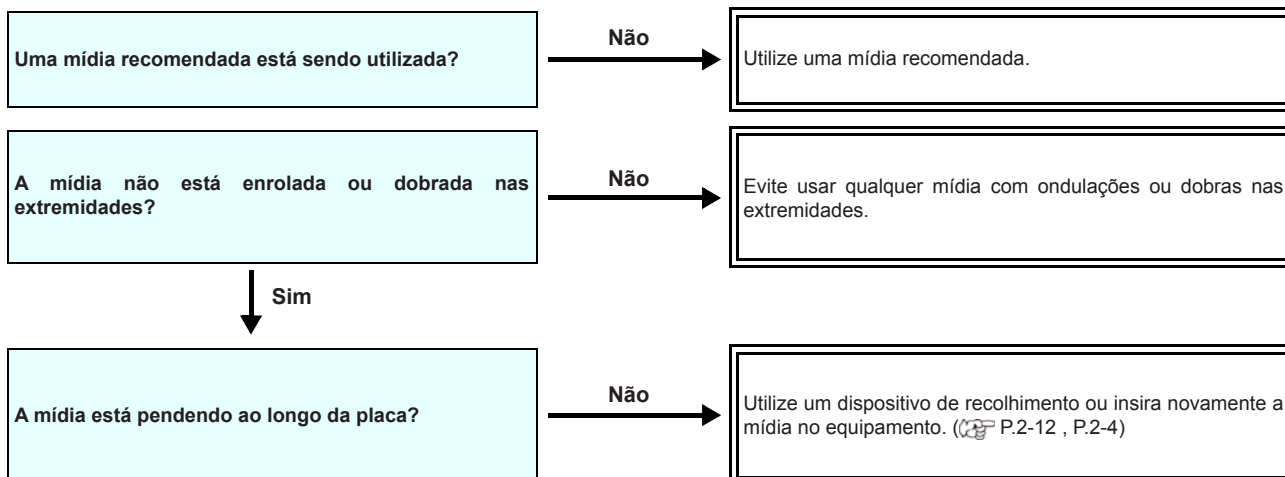 Uma mídia recomendada está sendo utilizada?
Não
Utilize uma mídia recomendada.
A mídia não está enrolada ou dobrada nas
extremidades?
Não
Evite usar qualquer mídia com ondulações ou dobras nas
extremidades.
Sim
A mídia está pendendo ao longo da placa?
Não
Utilize um dispositivo de recolhimento ou insira novamente a
mídia no equipamento. ( P.2-12 , P.2-4)